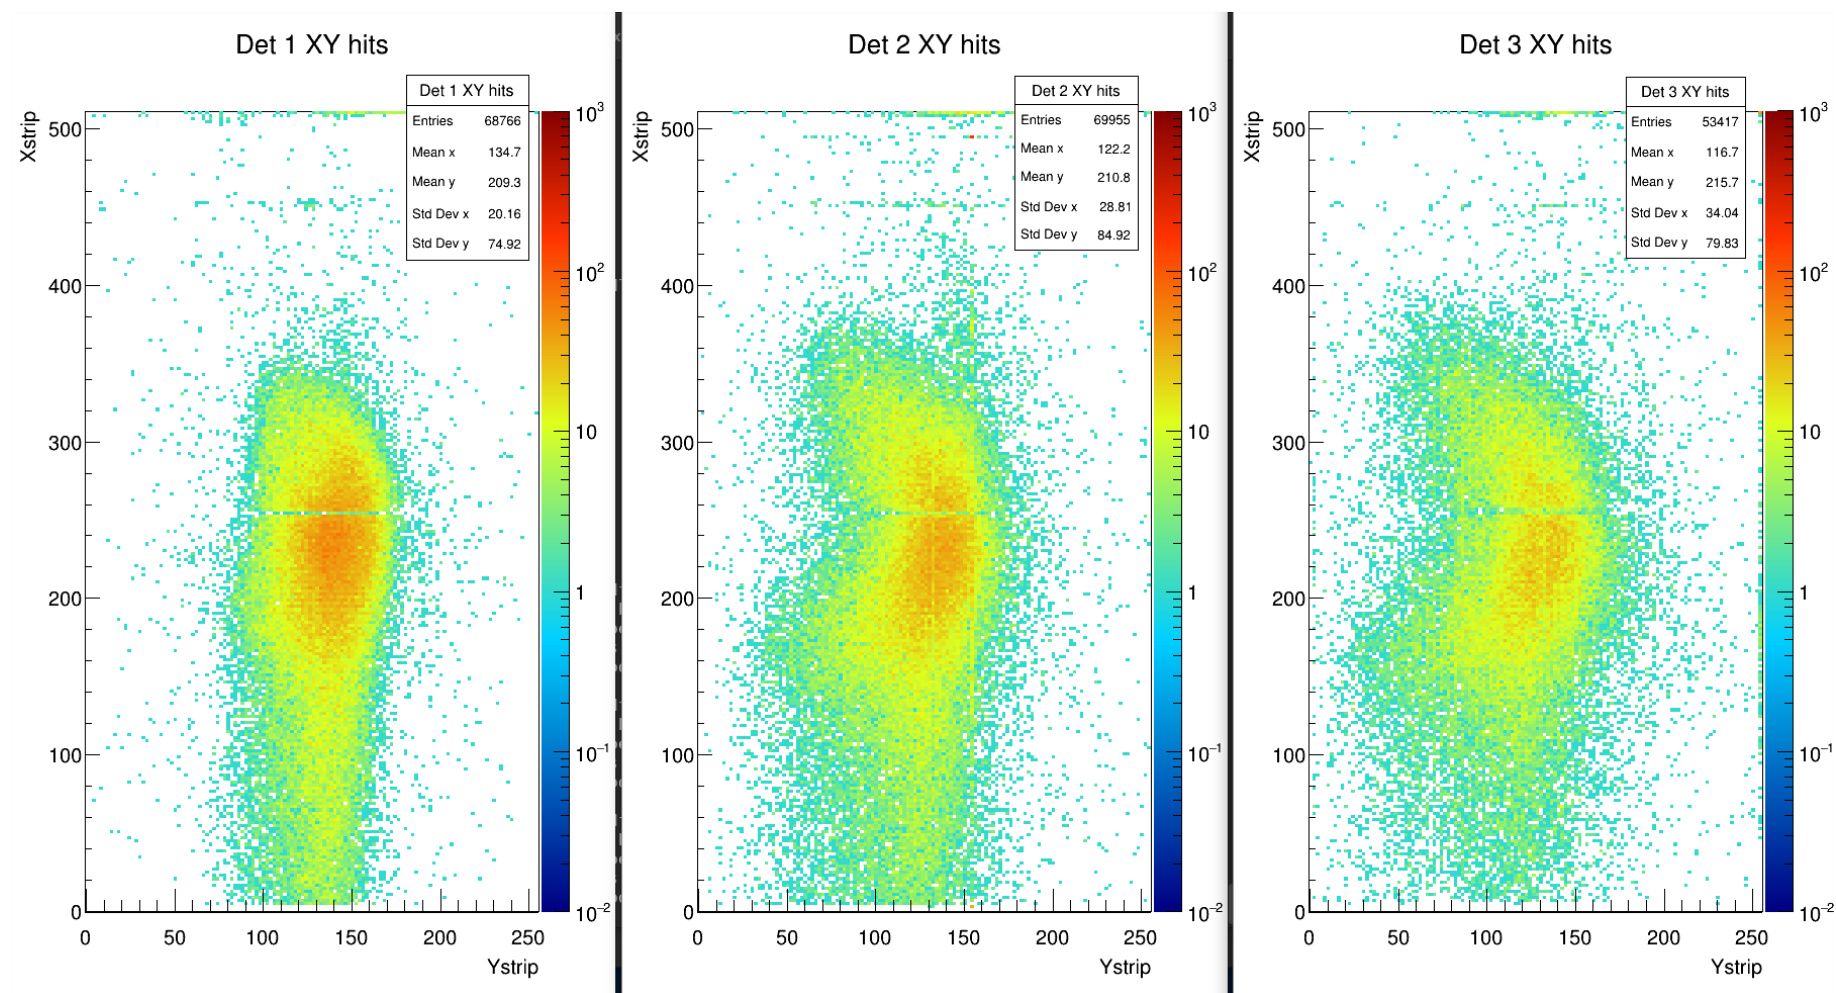 Det 1 XY hits
Det 1 XY hits
Entries 68766
Mean x 134.7
Mean y 209.3
Std Dev x 20.16
Std Dev y 74.92
Xstrip
500
400
300
200
100
0
0 50 100 150 200 250
Ystrip
10³
10²
10
1
10⁻¹
10⁻²
Det 2 XY hits
Det 2 XY hits
Entries 69955
Mean x 122.2
Mean y 210.8
Std Dev x 28.81
Std Dev y 84.92
Xstrip
500
400
300
200
100
0
0 50 100 150 200 250
Ystrip
10³
10²
10
1
10⁻¹
10⁻²
Det 3 XY hits
Det 3 XY hits
Entries 53417
Mean x 116.7
Mean y 215.7
Std Dev x 34.04
Std Dev y 79.83
Xstrip
500
400
300
200
100
0
0 50 100 150 200 250
Ystrip
10³
10²
10
1
10⁻¹
10⁻²